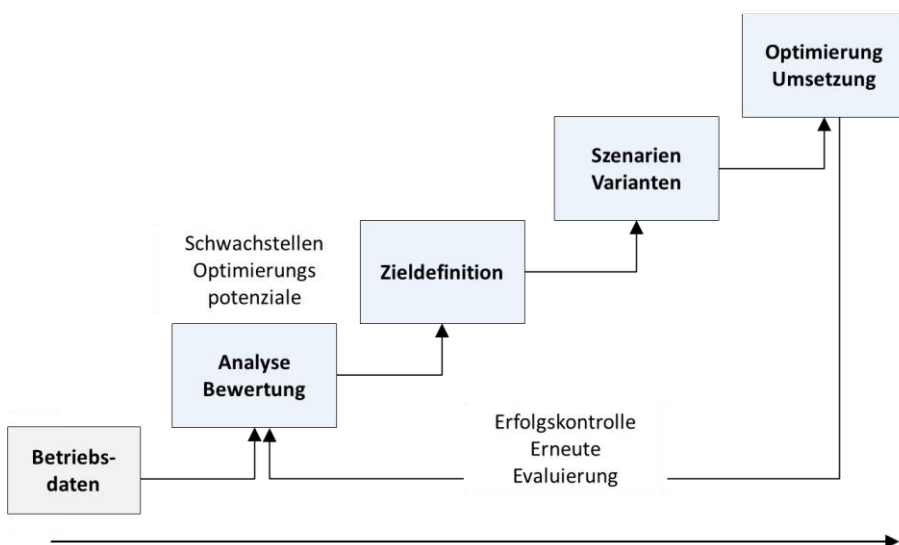 Optimierung
Umsetzung
Szenarien
Varianten
Schwachstellen
Optimierungs
potenziale
Zieldefinition
Analyse
Bewertung
Erfolgskontrolle
Erneute
Evaluierung
Betriebs-
daten